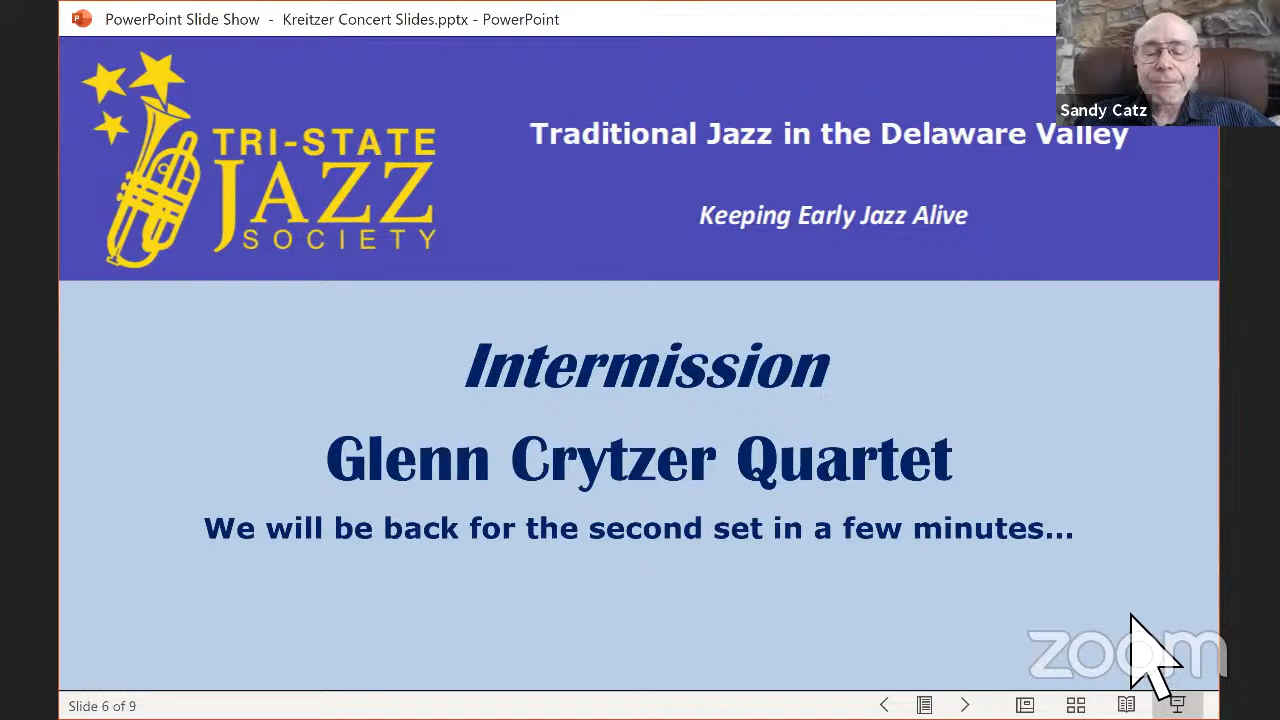 PowerPoint Slide Show - Kreitzer Concert Slides.pptx - PowerPoint
Sandy Catz
TRI-STATE
JAZZ
SOCIETY
Traditional Jazz in the Delaware Valley
Keeping Early Jazz Alive
Intermission
Glenn Crytzer Quartet
We will be back for the second set in a few minutes...
zoom
Slide 6 of 9